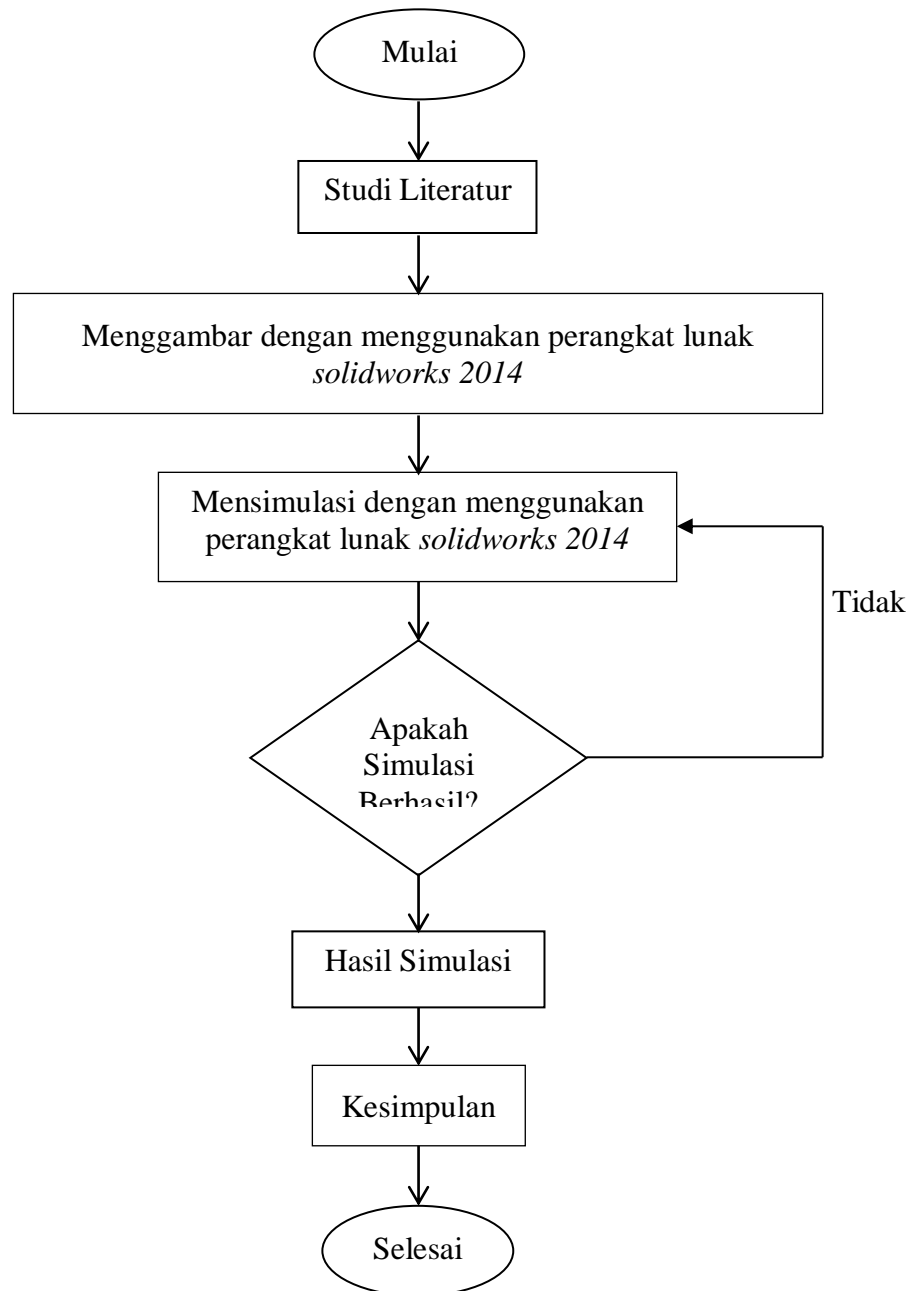 Mulai
Studi Literatur
Menggambar dengan menggunakan perangkat lunak
solidworks 2014
Mensimulasi dengan menggunakan
perangkat lunak solidworks 2014
Tidak
Apakah
Simulasi
Berhasil?
Hasil Simulasi
Kesimpulan
Selesai